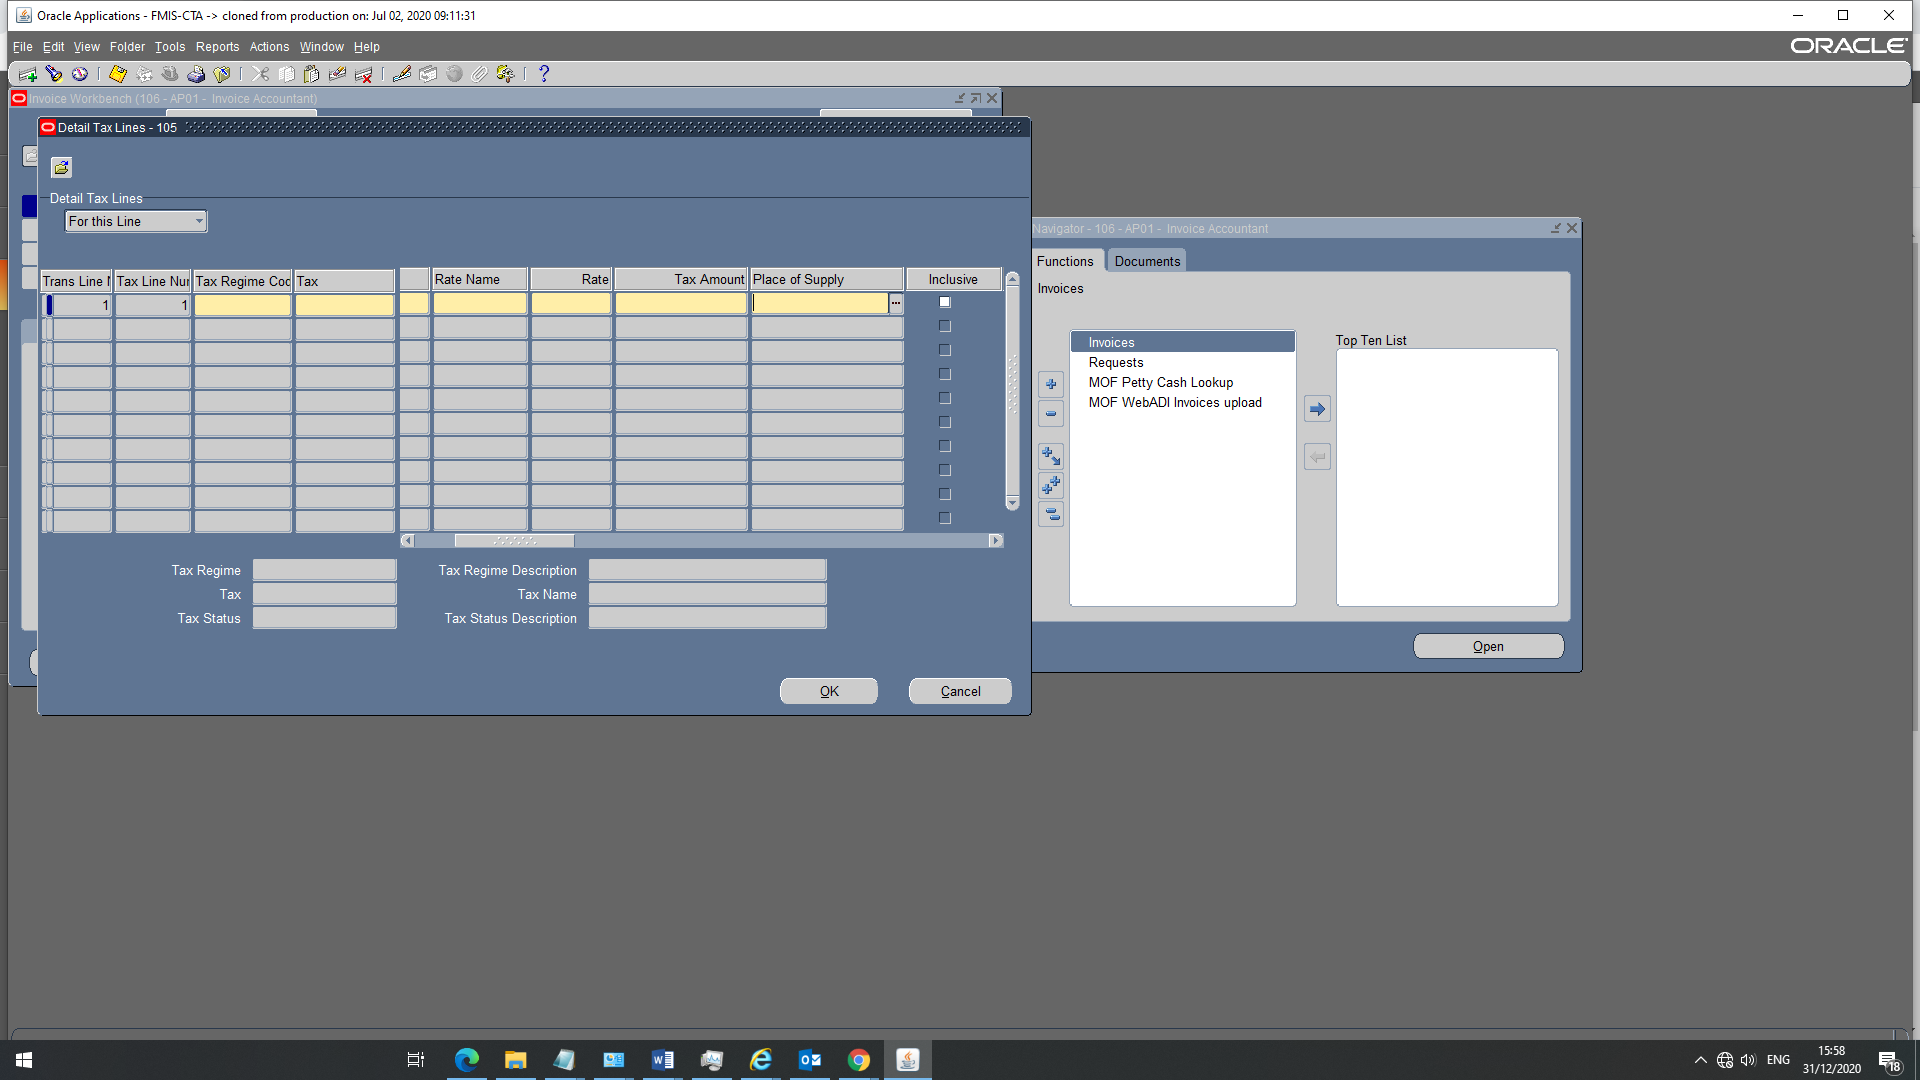 Oracle Applications - FMIS-CTA -> cloned from production on: Jul 02, 2020 09:11:31
File Edit View Folder Tools Reports Actions Window Help
ORACLE
Invoice Workbench (106 - AP01 - Invoice Accountant)
Detail Tax Lines - 105
Detail Tax Lines
For this Line
Trans Line N Tax Line Nu Tax Regime Coc Tax Rate Name Rate Tax Amount Place of Supply Inclusive
1 1
Tax Regime Tax Regime Description
Tax Tax Name
Tax Status Tax Status Description
OK Cancel
Navigator - 106 - AP01 - Invoice Accountant
Functions Documents
Invoices
Invoices
Requests
MOF Petty Cash Lookup
MOF WebADI Invoices upload
Top Ten List
Open
ENG
15:58
31/12/2020
18